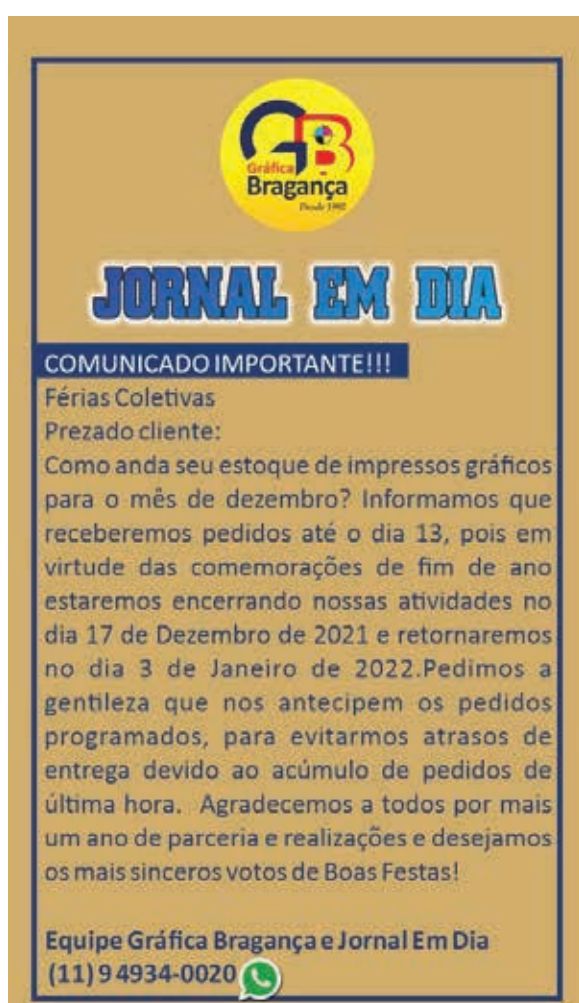 GB
Gráfica
Bragança
JORNAL EM DIA
COMUNICADO IMPORTANTE!!!
Férias Coletivas
Prezado cliente:
Como anda seu estoque de impressos gráficos
para o mês de dezembro? Informamos que
receberemos pedidos até o dia 13, pois em
virtude das comemorações de fim de ano
estaremos encerrando nossas atividades no
dia 17 de Dezembro de 2021 e retornaremos
no dia 3 de Janeiro de 2022.Pedimos a
gentileza que nos antecipem os pedidos
programados, para evitarmos atrasos de
entrega devido ao acúmulo de pedidos de
última hora. Agradecemos a todos por mais
um ano de parceria e realizações e desejamos
os mais sinceros votos de Boas Festas!
Equipe Gráfica Bragança e Jornal Em Dia
(11) 9 4934-0020